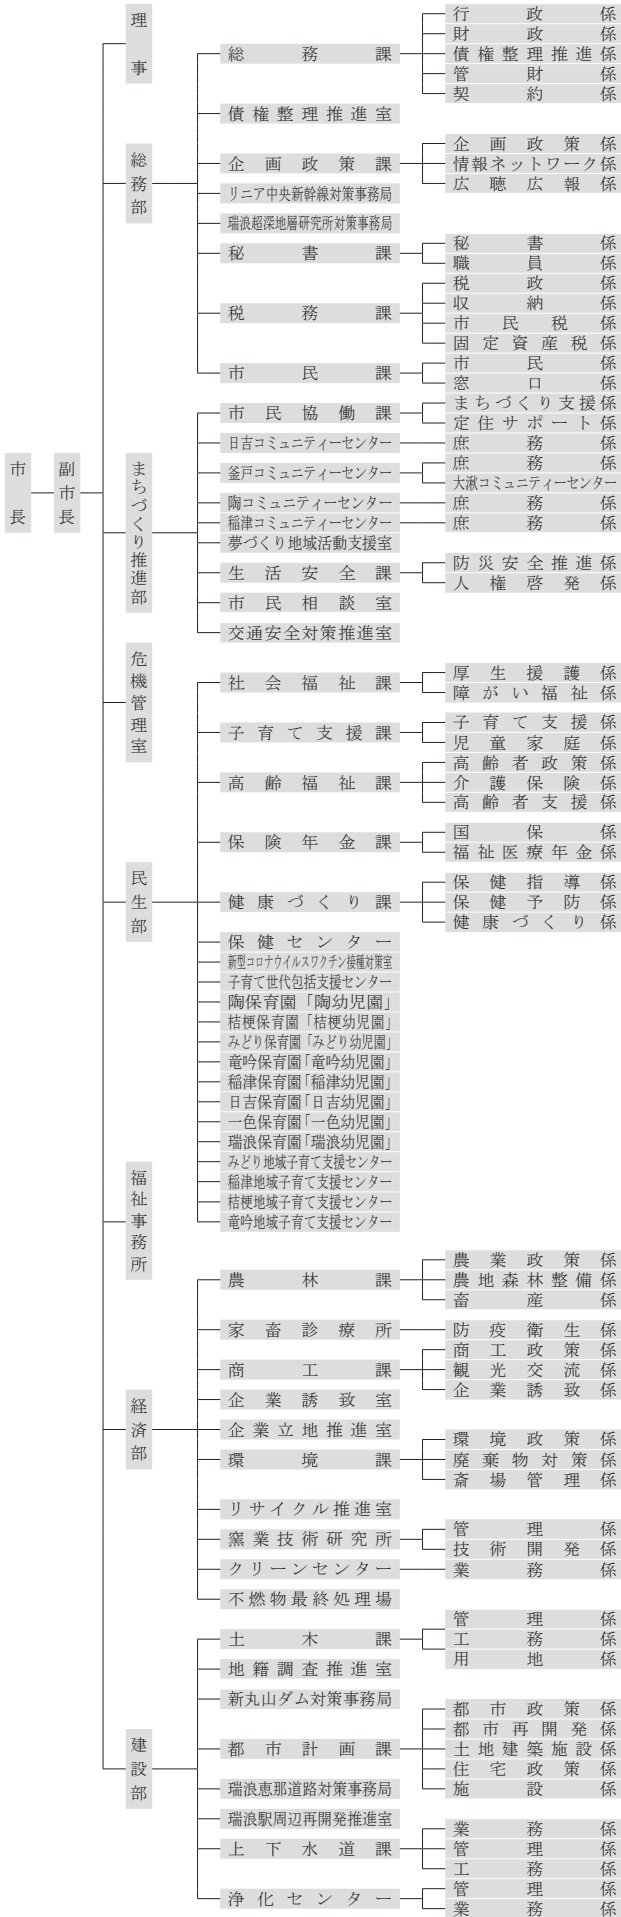 市長
副市長
理事
総務部
総務課
行政係
財政係
債権整理推進係
管財係
契約係
債権整理推進室
企画政策課
企画政策係
情報ネットワーク係
広聴広報係
リニア中央新幹線対策事務局
瑞浪超深地層研究所対策事務局
秘書課
秘書係
職員係
税務課
税政係
収納係
市民税係
固定資産税係
市民課
市民係
窓口係
まちづくり推進部
市民協働課
まちづくり支援係
定住サポート係
日吉コミュニティーセンター
庶務係
釜戸コミュニティーセンター
庶務係
大湫コミュニティーセンター
陶コミュニティーセンター
庶務係
稲津コミュニティーセンター
庶務係
夢づくり地域活動支援室
生活安全課
防災安全推進係
人権啓発係
市民相談室
交通安全対策推進室
危機管理室
民生部
社会福祉課
厚生援護係
障がい福祉係
子育て支援課
子育て支援係
児童家庭係
高齢福祉課
高齢者政策係
介護保険係
高齢者支援係
保険年金課
国保係
福祉医療年金係
健康づくり課
保健指導係
保健予防係
健康づくり係
保健センター
新型コロナウイルスワクチン接種対策室
子育て世代包括支援センター
陶保育園「陶幼児園」
桔梗保育園「桔梗幼児園」
みどり保育園「みどり幼児園」
竜吟保育園「竜吟幼児園」
稲津保育園「稲津幼児園」
日吉保育園「日吉幼児園」
一色保育園「一色幼児園」
瑞浪保育園「瑞浪幼児園」
みどり地域子育て支援センター
稲津地域子育て支援センター
桔梗地域子育て支援センター
竜吟地域子育て支援センター
福祉事務所
経済部
農林課
農業政策係
農地森林整備係
畜産係
家畜診療所
防疫衛生係
商工課
商工政策係
観光交流係
企業誘致係
企業誘致室
企業立地推進室
環境課
環境政策係
廃棄物対策係
斎場管理係
リサイクル推進室
窯業技術研究所
管理係
技術開発係
クリーンセンター
業務係
不燃物最終処理場
建設部
土木課
管理係
工務係
用地係
地籍調査推進室
新丸山ダム対策事務局
都市計画課
都市政策係
都市再開発係
土地建築施設係
住宅政策係
施設係
瑞浪恵那道路対策事務局
瑞浪駅周辺再開発推進室
上下水道課
業務係
管理係
工務係
浄化センター
管理係
業務係